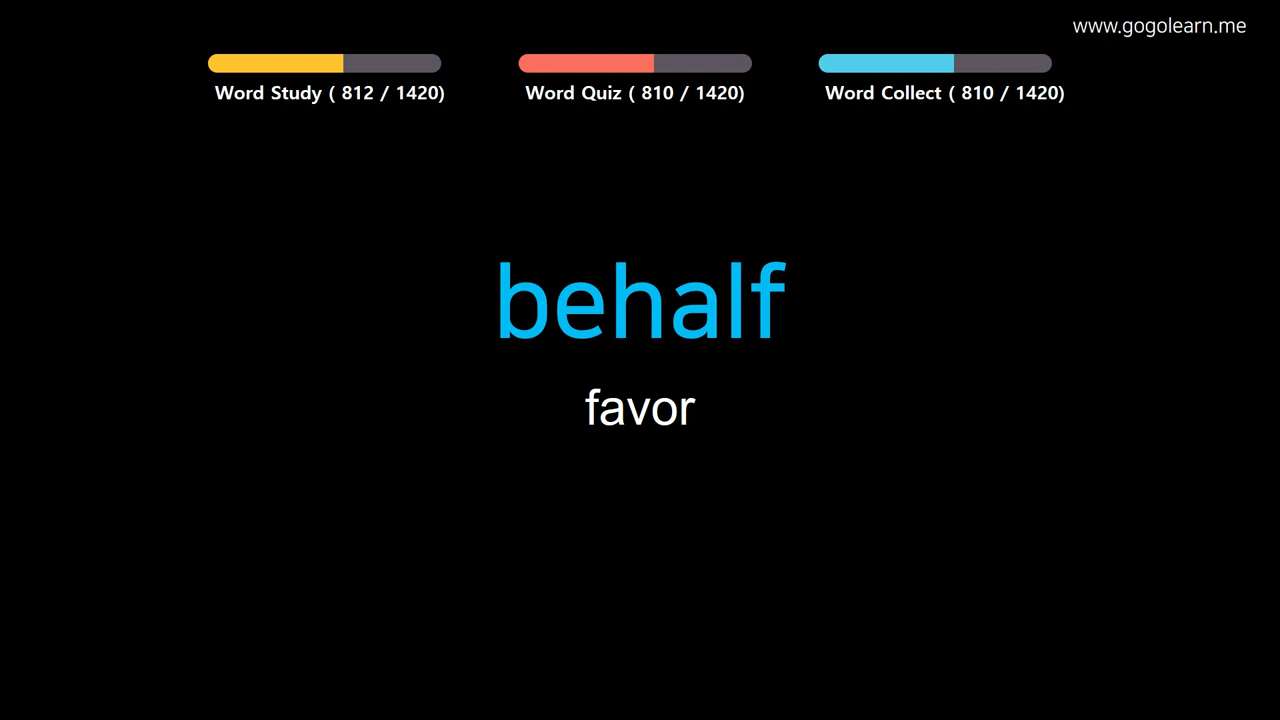 www.gogolearn.me
Word Study ( 812 / 1420)
Word Quiz ( 810 / 1420)
Word Collect ( 810 / 1420)
behalf
favor